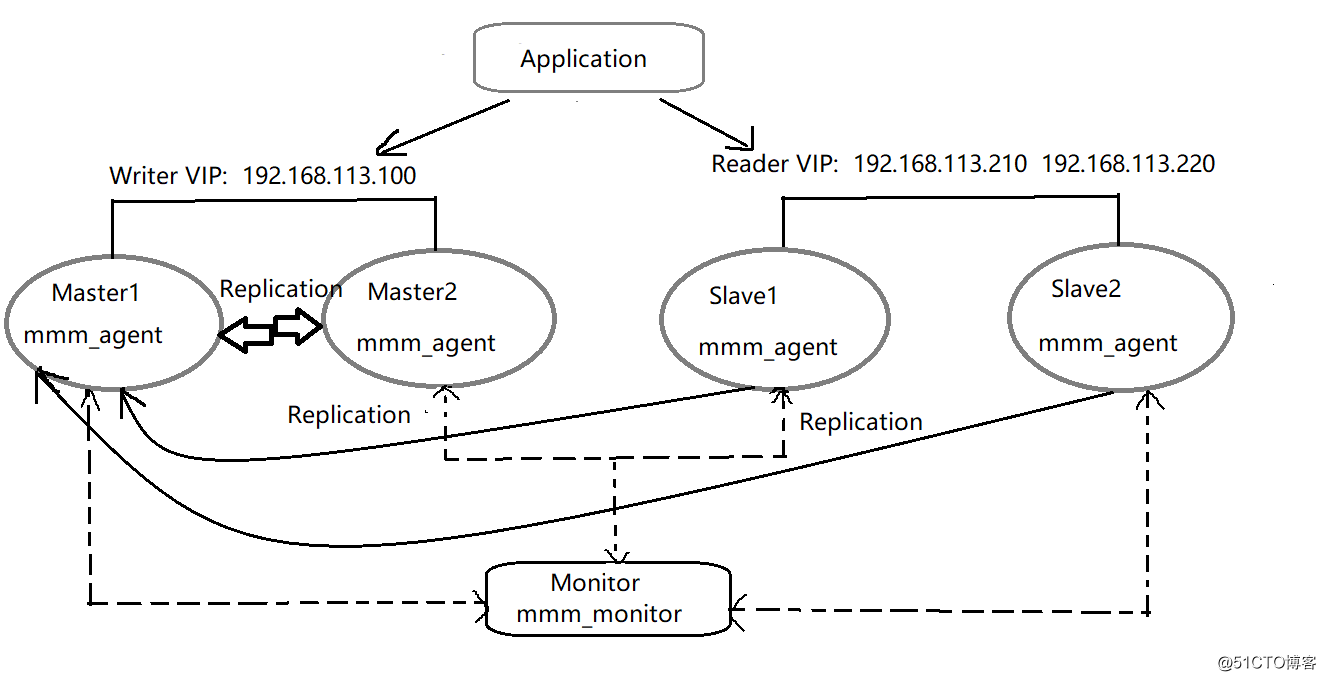 Application
Writer VIP: 192.168.113.100
Reader VIP: 192.168.113.210 192.168.113.220
Master1
mmm_agent
Replication
Master2
mmm_agent
Slave1
mmm_agent
Slave2
mmm_agent
Replication
Replication
Monitor
mmm_monitor
@51CTO博客